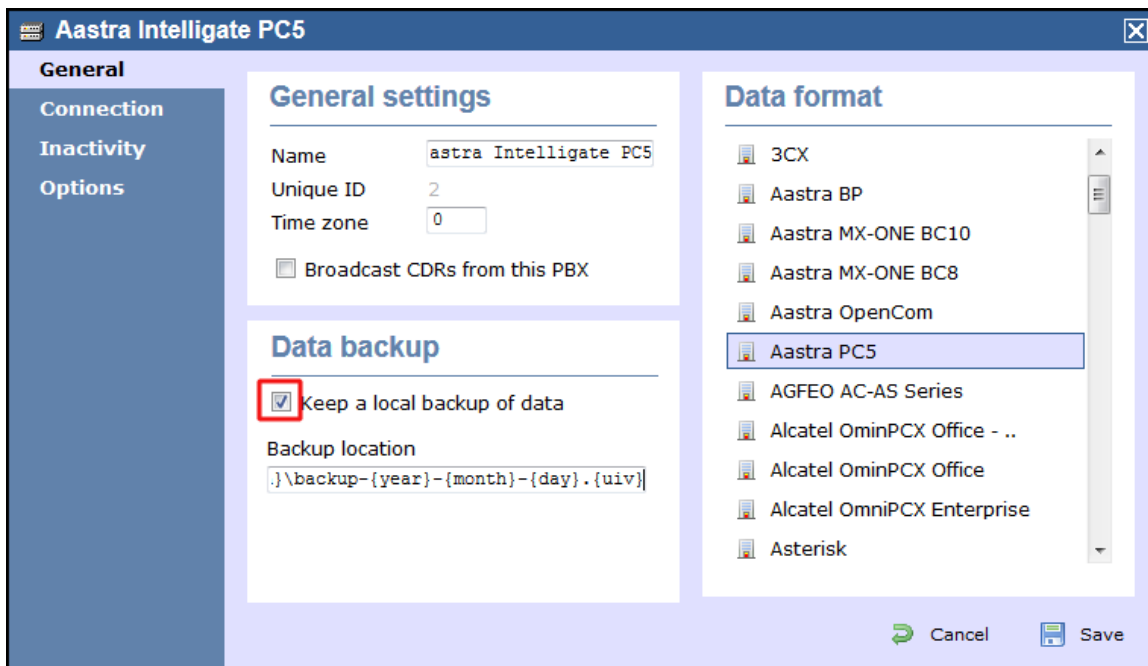 Aastra Intelligate PC5
General
Connection
Inactivity
Options
General settings
Name
astra Intelligate PC5
Unique ID
2
Time zone
0
Broadcast CDRs from this PBX
Data backup
Keep a local backup of data
Backup location
.}\backup-{year}-{month}-{day}.{uiv}
Data format
3CX
Aastra BP
Aastra MX-ONE BC10
Aastra MX-ONE BC8
Aastra OpenCom
Aastra PC5
AGFEO AC-AS Series
Alcatel OminPCX Office - ..
Alcatel OminPCX Office
Alcatel OmniPCX Enterprise
Asterisk
Cancel
Save